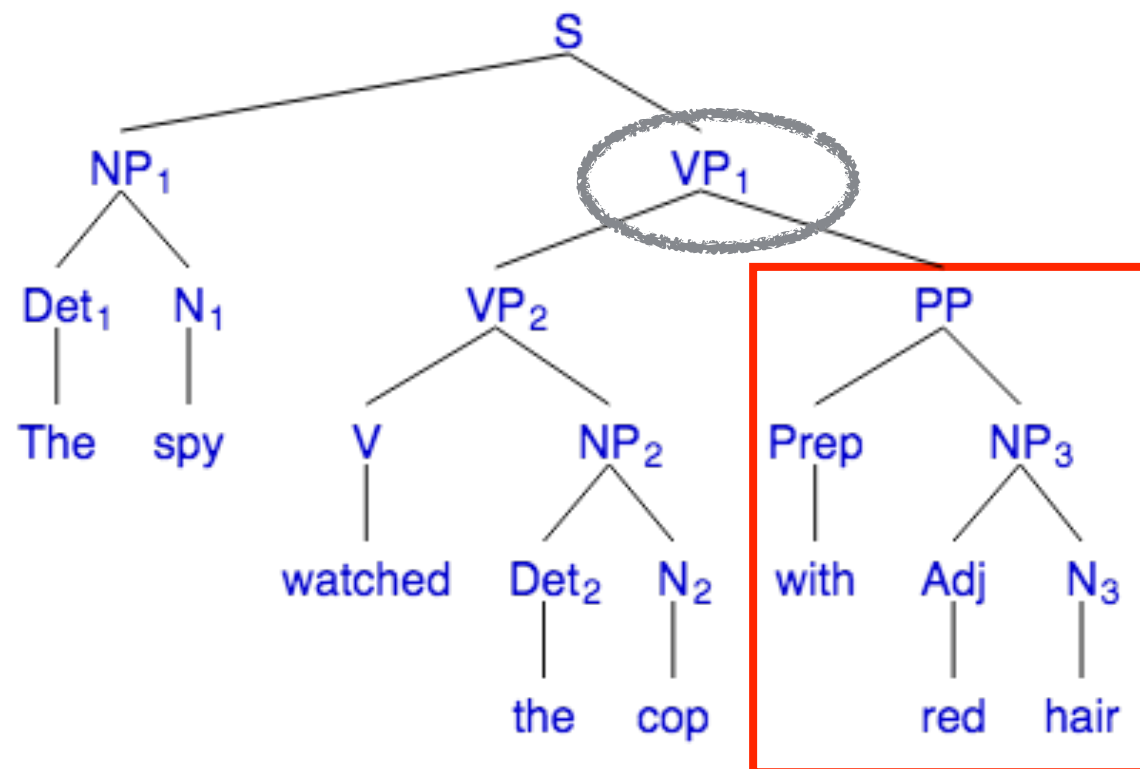 S
NP₁ VP₁
Det₁ N₁ VP₂ PP
The spy V NP₂ Prep NP₃
watched Det₂ N₂ with Adj N₃
the cop red hair